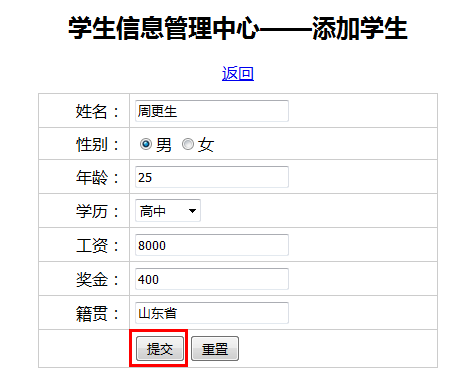 学生信息管理中心——添加学生
返回
姓名： 周更生
性别： 男 女
年龄： 25
学历： 高中
工资： 8000
奖金： 400
籍贯： 山东省
提交 重置